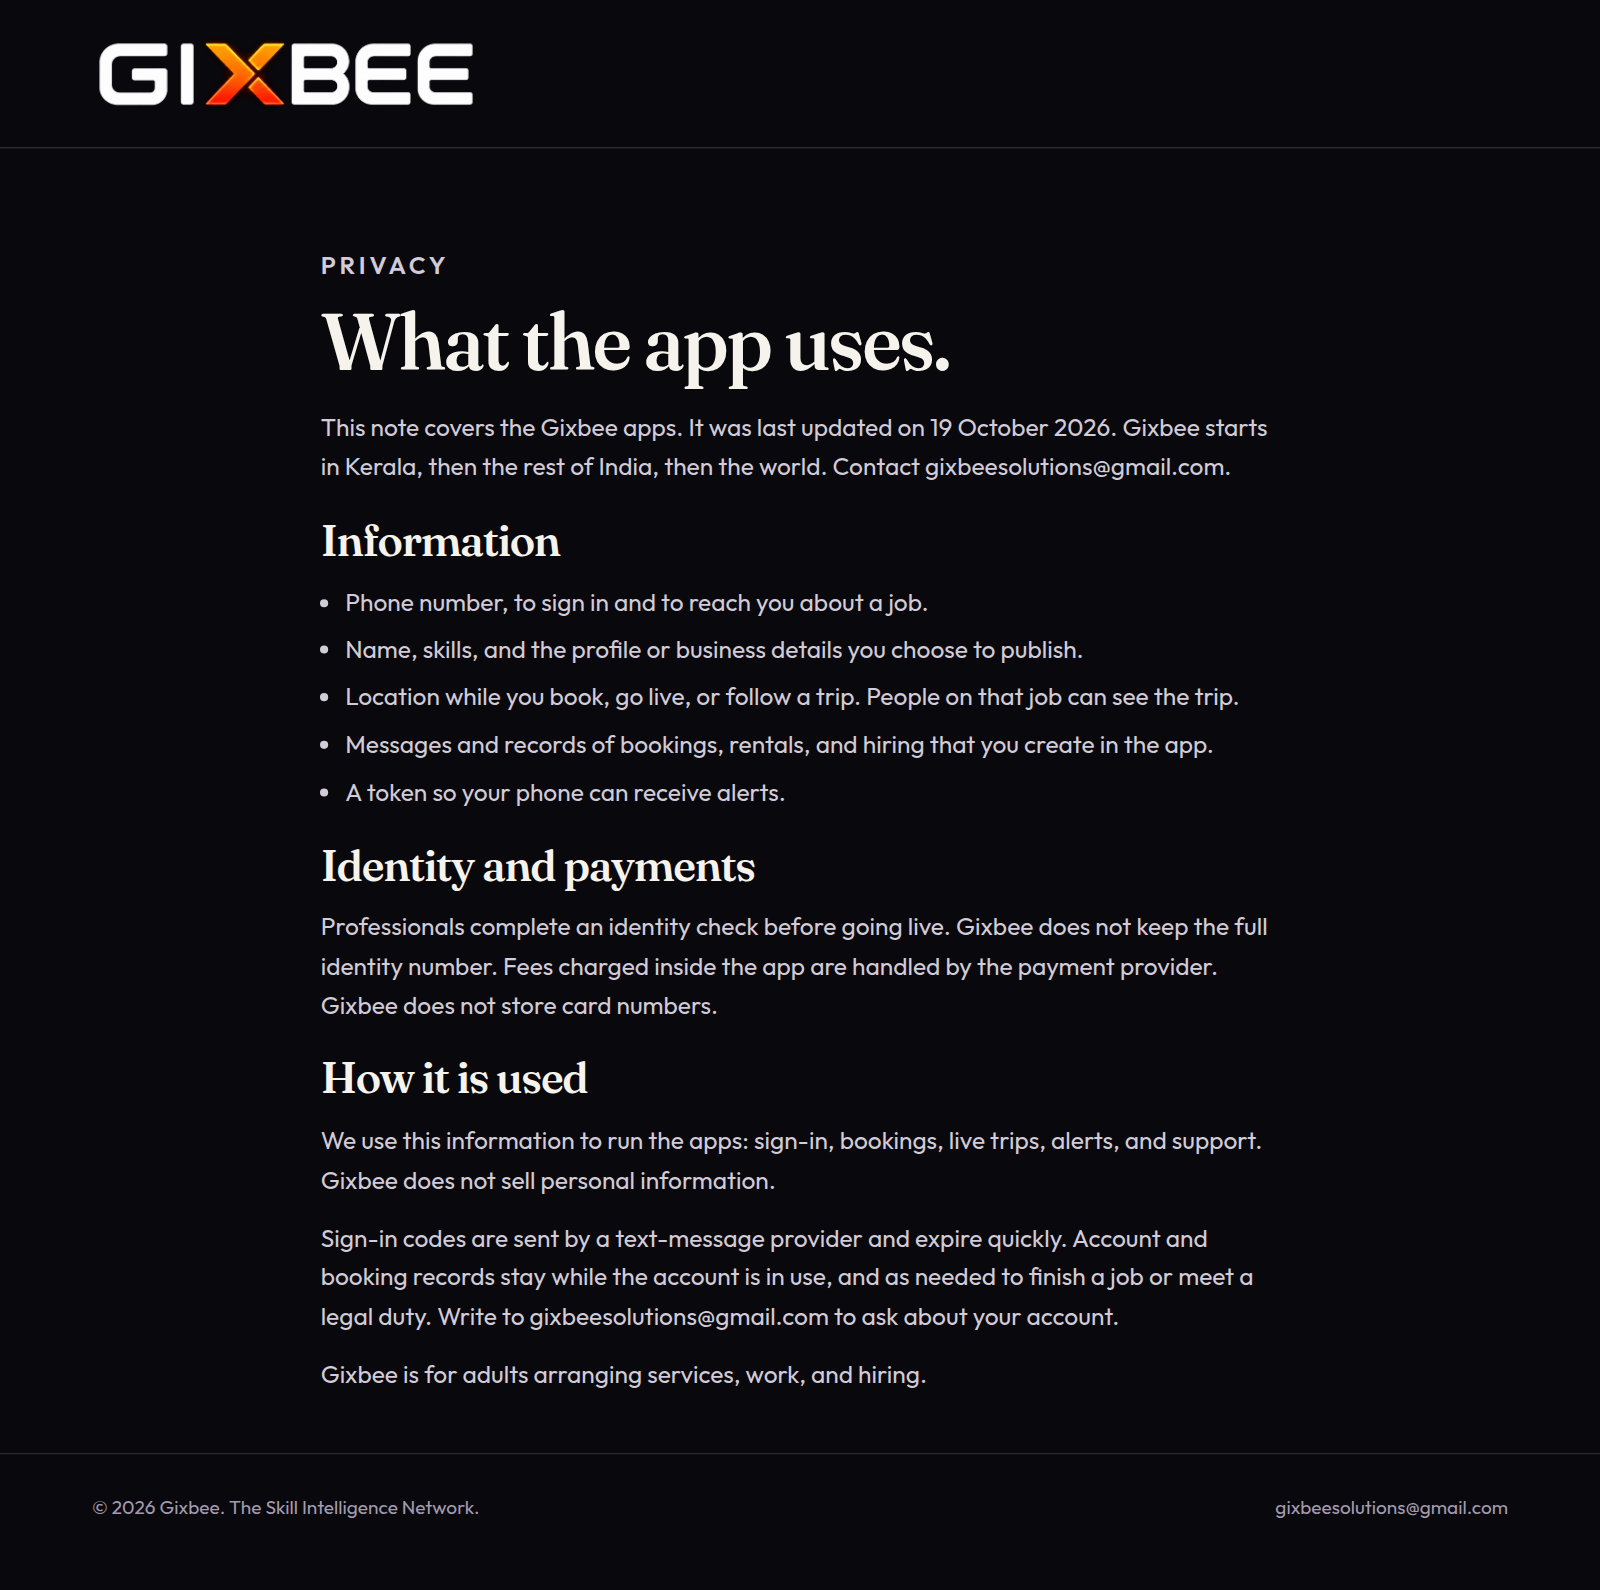 GIXBEE
PRIVACY
What the app uses.
This note covers the Gixbee apps. It was last updated on 19 October 2026. Gixbee starts
in Kerala, then the rest of India, then the world. Contact gixbeesolutions@gmail.com.
Information
• Phone number, to sign in and to reach you about a job.
• Name, skills, and the profile or business details you choose to publish.
• Location while you book, go live, or follow a trip. People on that job can see the trip.
• Messages and records of bookings, rentals, and hiring that you create in the app.
• A token so your phone can receive alerts.
Identity and payments
Professionals complete an identity check before going live. Gixbee does not keep the full
identity number. Fees charged inside the app are handled by the payment provider.
Gixbee does not store card numbers.
How it is used
We use this information to run the apps: sign-in, bookings, live trips, alerts, and support.
Gixbee does not sell personal information.
Sign-in codes are sent by a text-message provider and expire quickly. Account and
booking records stay while the account is in use, and as needed to finish a job or meet a
legal duty. Write to gixbeesolutions@gmail.com to ask about your account.
Gixbee is for adults arranging services, work, and hiring.
© 2026 Gixbee. The Skill Intelligence Network.
gixbeesolutions@gmail.com